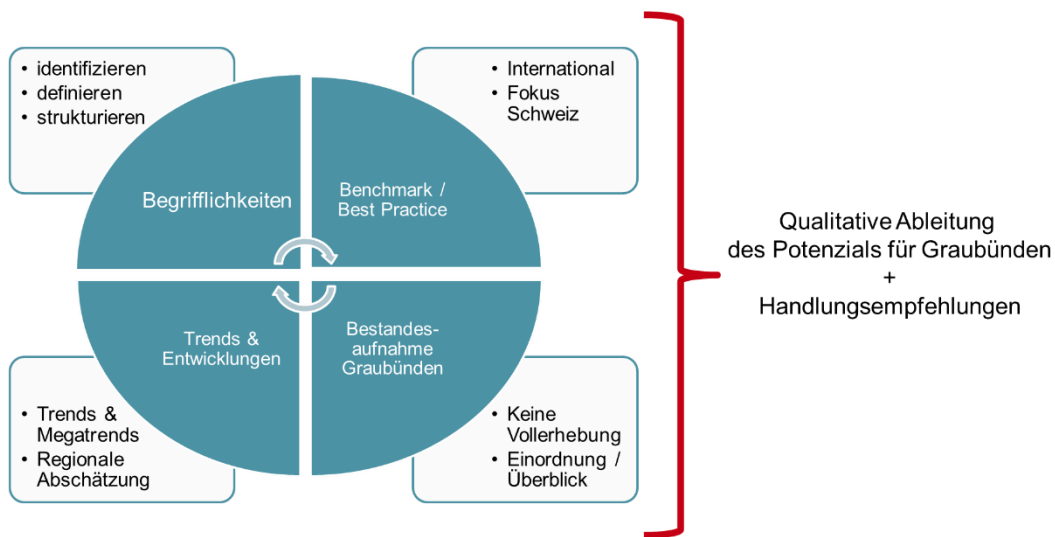 • identifizieren
• definieren
• strukturieren
• International
• Fokus
Schweiz
Begrifflichkeiten
Benchmark /
Best Practice
Trends &
Entwicklungen
Bestandes-
aufnahme
Graubünden
• Trends &
Megatrends
• Regionale
Abschätzung
• Keine
Vollerhebung
• Einordnung /
Überblick
Qualitative Ableitung
des Potenzials für Graubünden
+
Handlungsempfehlungen